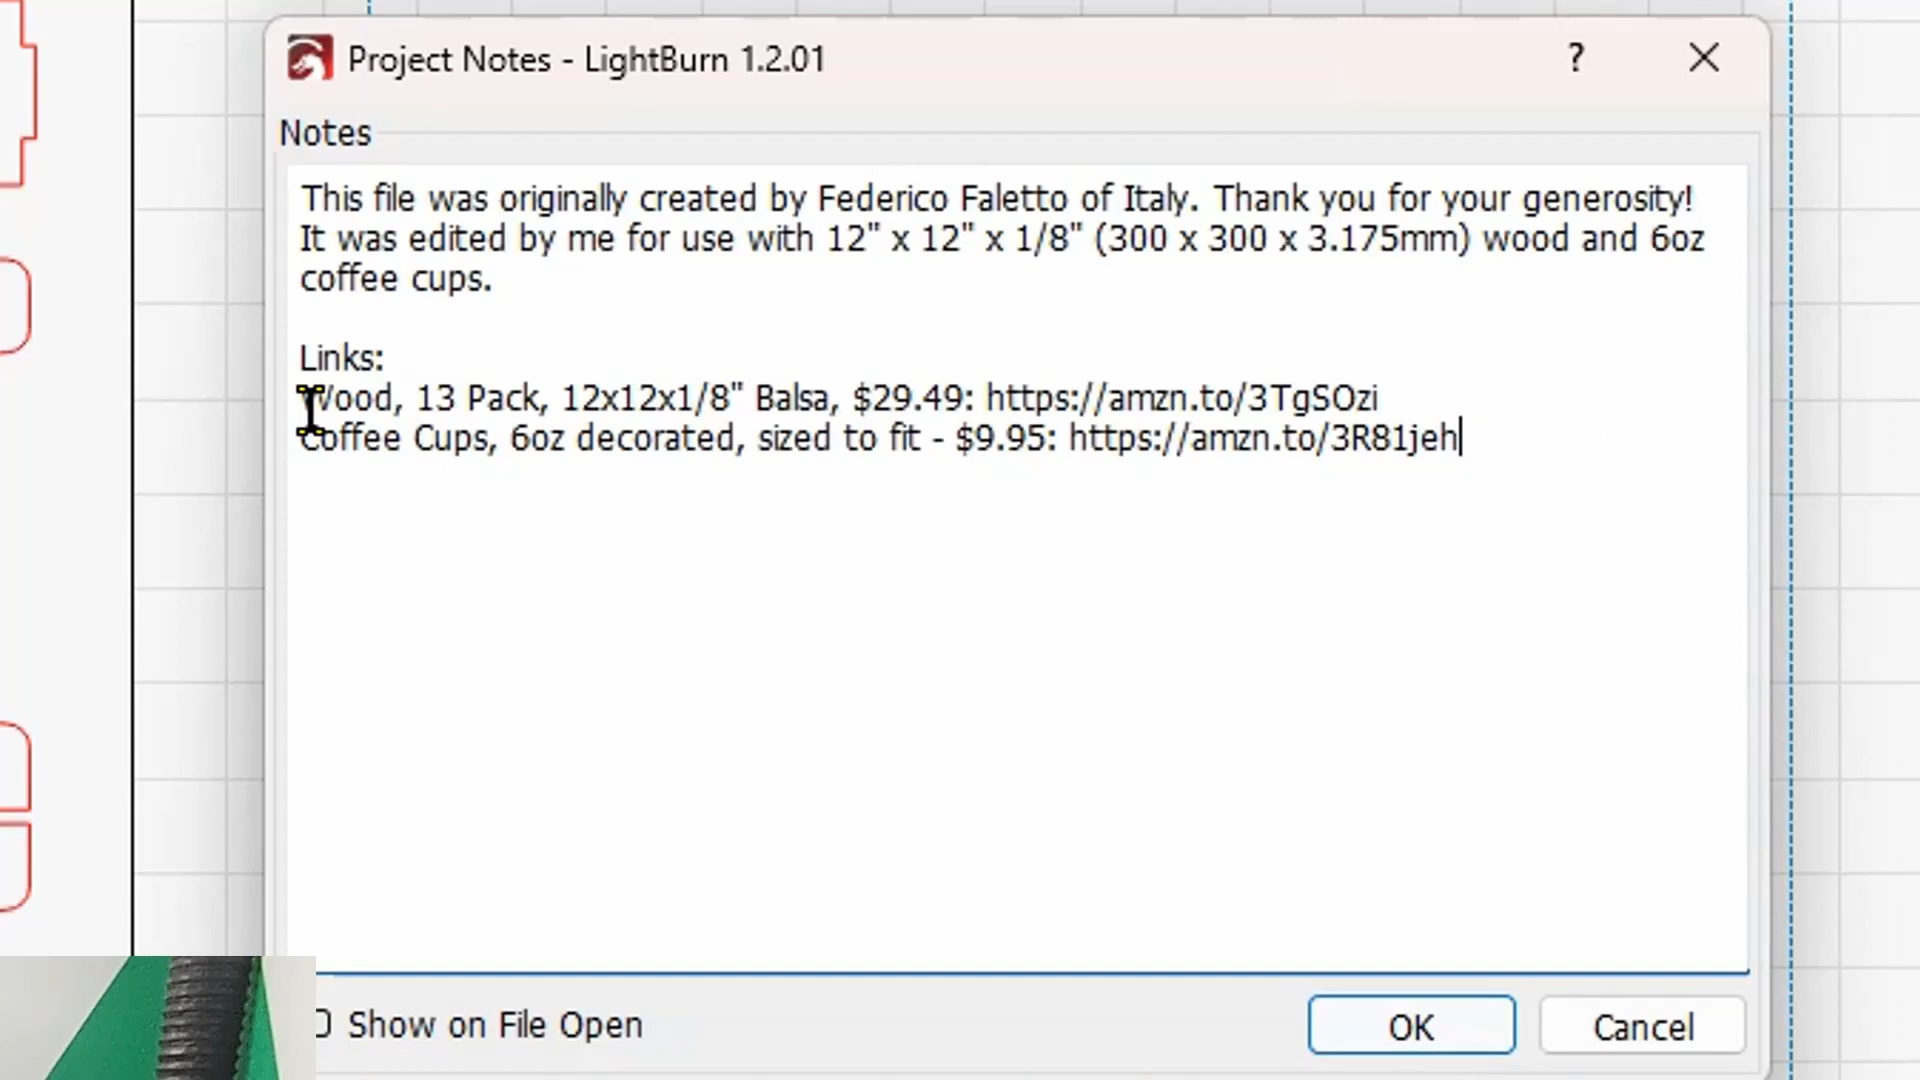 Project Notes - LightBurn 1.2.01
?
Notes
This file was originally created by Federico Faletto of Italy. Thank you for your generosity!
It was edited by me for use with 12" x 12" x 1/8" (300 x 300 x 3.175mm) wood and 6oz
coffee cups.
Links:
Wood, 13 Pack, 12x12x1/8" Balsa, $29.49: https://amzn.to/3TgSOzi
Coffee Cups, 6oz decorated, sized to fit - $9.95: https://amzn.to/3R81jeh
Show on File Open
OK
Cancel